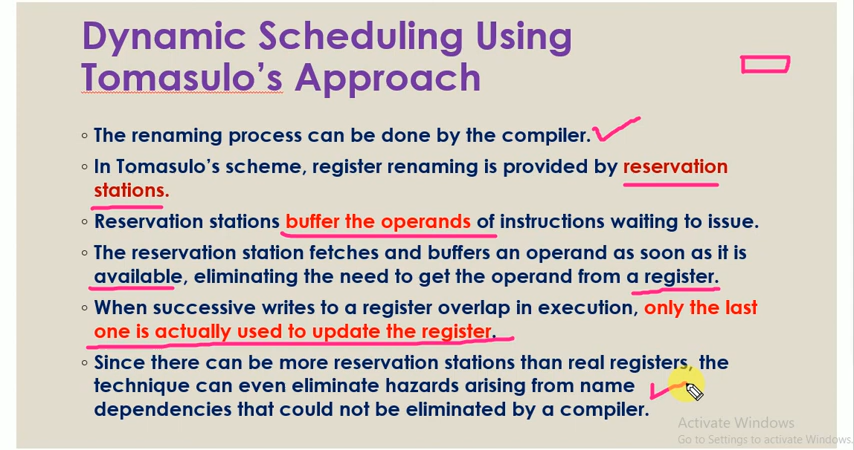 Dynamic Scheduling Using
Tomasulo's Approach
◦ The renaming process can be done by the compiler.
◦ In Tomasulo's scheme, register renaming is provided by reservation
stations.
◦ Reservation stations buffer the operands of instructions waiting to issue.
◦ The reservation station fetches and buffers an operand as soon as it is
available, eliminating the need to get the operand from a register.
◦ When successive writes to a register overlap in execution, only the last
one is actually used to update the register.
◦ Since there can be more reservation stations than real registers, the
technique can even eliminate hazards arising from name
dependencies that could not be eliminated by a compiler.
Activate Windows
Go to Settings to activate Windows.